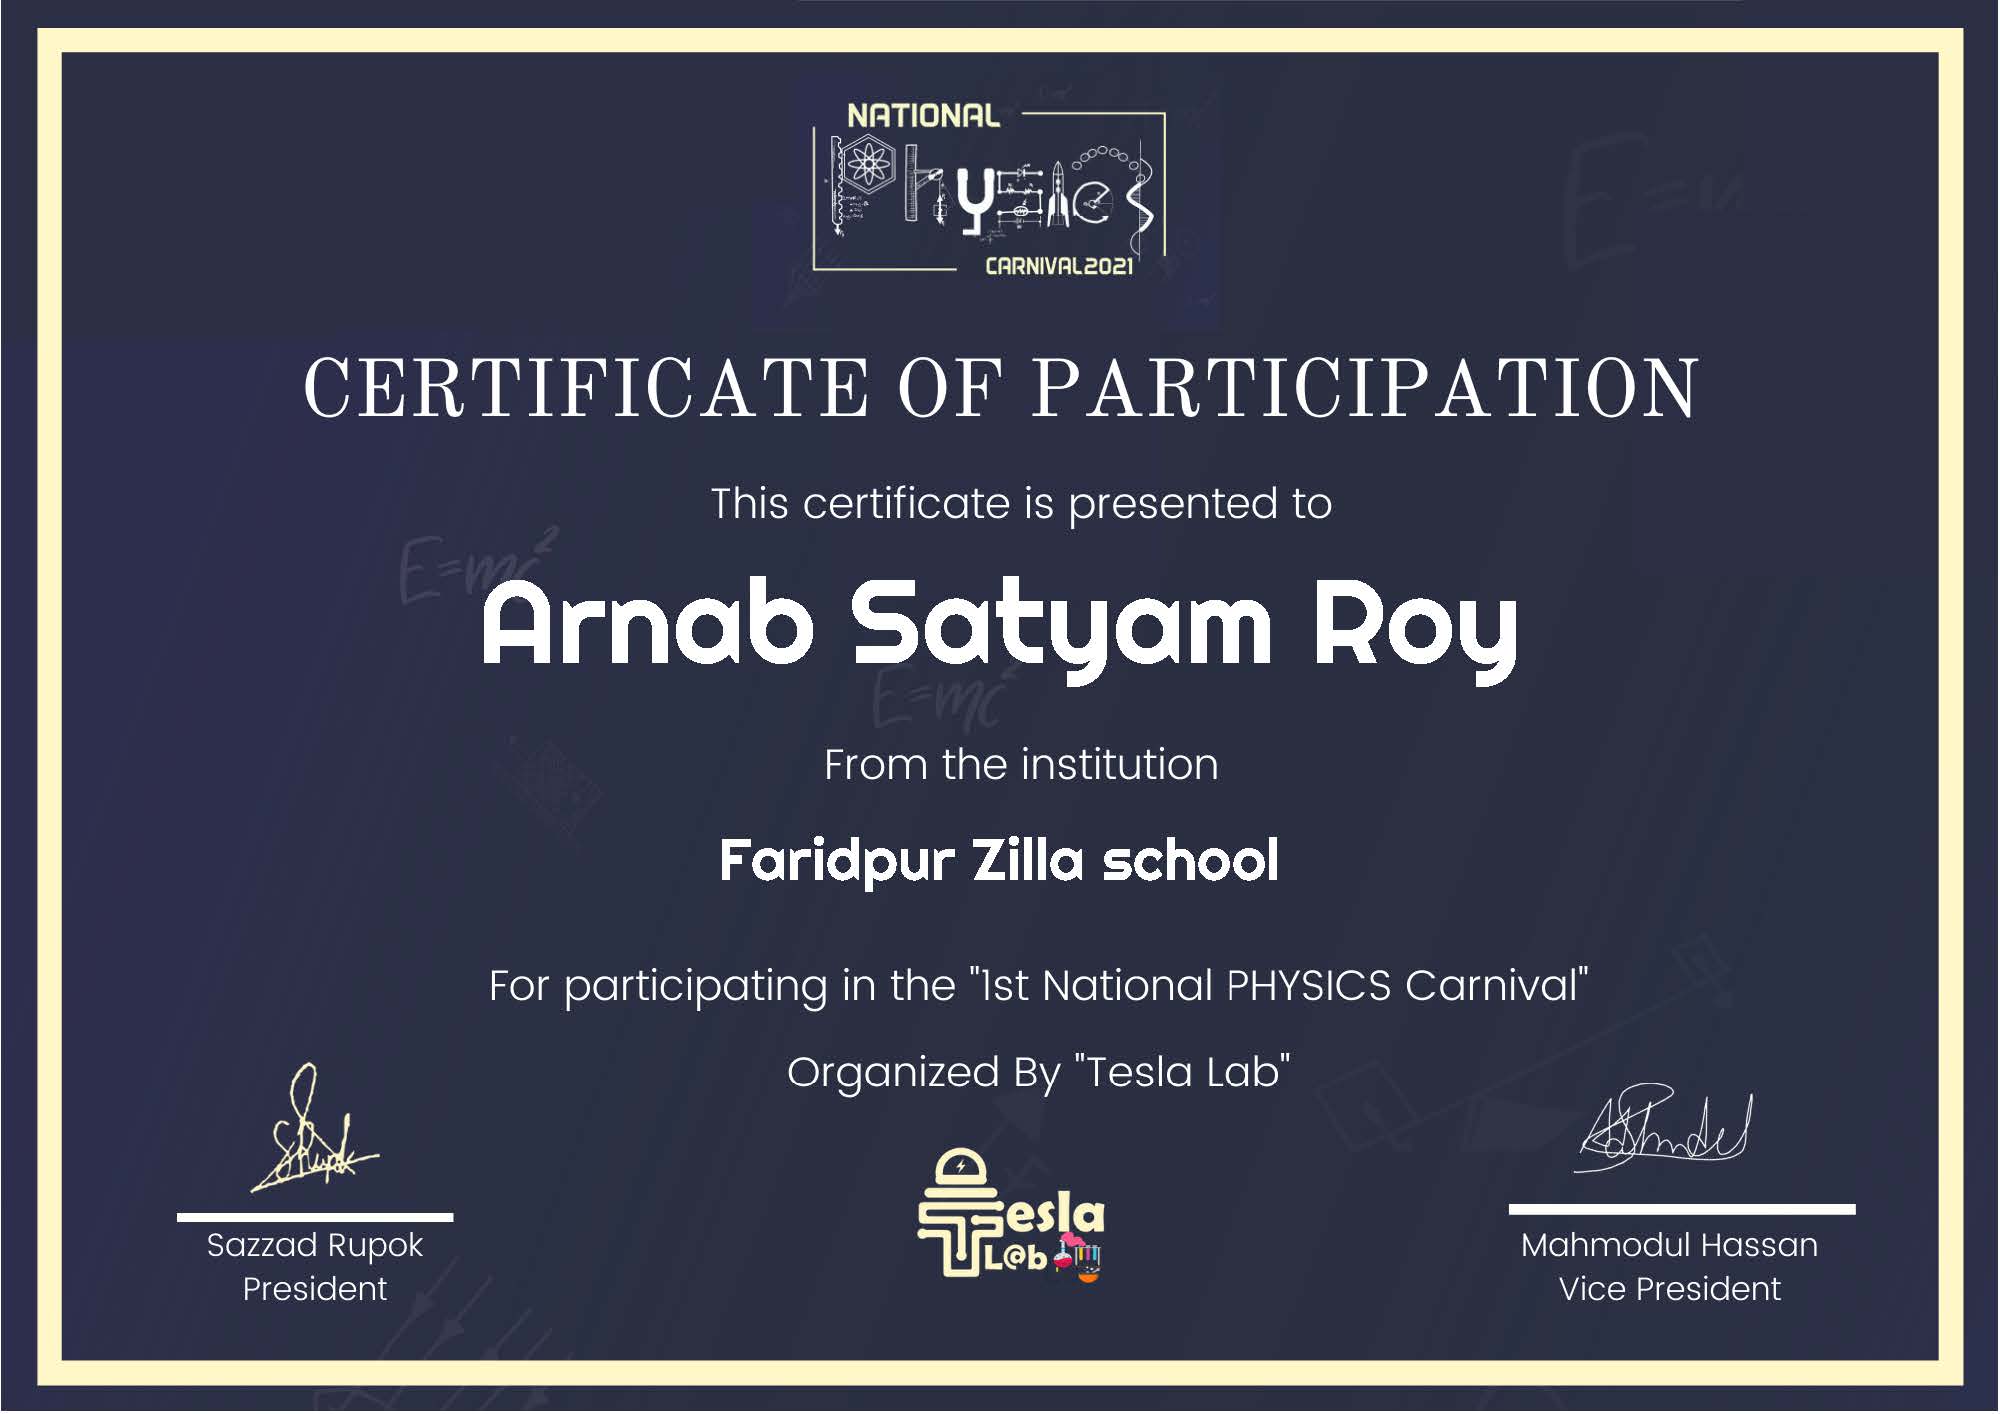 NATIONAL
Physics
CARNIVAL2021
CERTIFICATE OF PARTICIPATION
This certificate is presented to
E=mc²
Arnab Satyam Roy
E=mc²
From the institution
Faridpur Zilla school
For participating in the "1st National PHYSICS Carnival"
Organized By "Tesla Lab"
Tesla
L@b
Sazzad Rupok
President
Mahmodul Hassan
Vice President